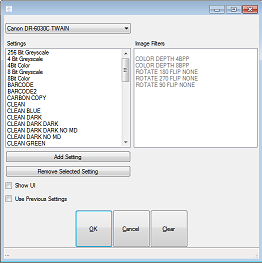 Canon DR-6030C TWAIN
Settings
Image Filters
256 Bit Greyscale
4 Bit Greyscale
4Bit Color
8 Bit Greyscale
8Bit Color
BARCODE
BARCODE2
CARBON COPY
CLEAN
CLEAN BLUE
CLEAN DARK
CLEAN DARK DARK
CLEAN DARK DARK NO MD
CLEAN DARK NO MD
CLEAN GREEN
COLOR DEPTH 4BPP
COLOR DEPTH 8BPP
ROTATE 180 FLIP NONE
ROTATE 270 FLIP NONE
ROTATE 90 FLIP NONE
Add Setting
Remove Selected Setting
Show UI
Use Previous Settings
OK
Cancel
Clear
...